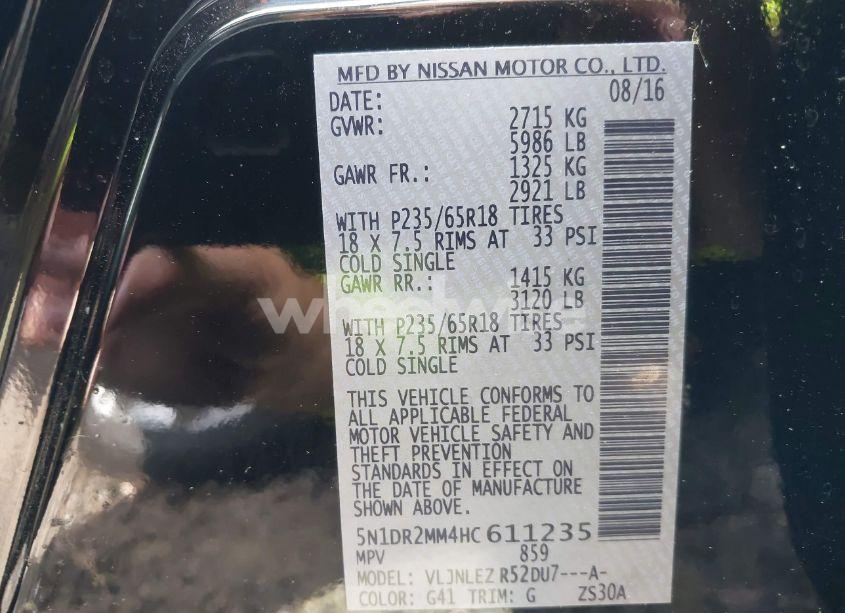 MFD BY NISSAN MOTOR CO., LTD.
DATE: 08/16
GVWR: 2715 KG
5986 LB
GAWR FR.: 1325 KG
2921 LB
WITH P235/65R18 TIRES
18 X 7.5 RIMS AT 33 PSI
COLD SINGLE
GAWR RR.: 1415 KG
3120 LB
WITH P235/65R18 TIRES
18 X 7.5 RIMS AT 33 PSI
COLD SINGLE
THIS VEHICLE CONFORMS TO
ALL APPLICABLE FEDERAL
MOTOR VEHICLE SAFETY AND
THEFT PREVENTION
STANDARDS IN EFFECT ON
THE DATE OF MANUFACTURE
SHOWN ABOVE.
5N1DR2MM4HC611235
MPV 859
MODEL: VLJNLEZ R52DU7---A-
COLOR: G41 TRIM: G ZS30A